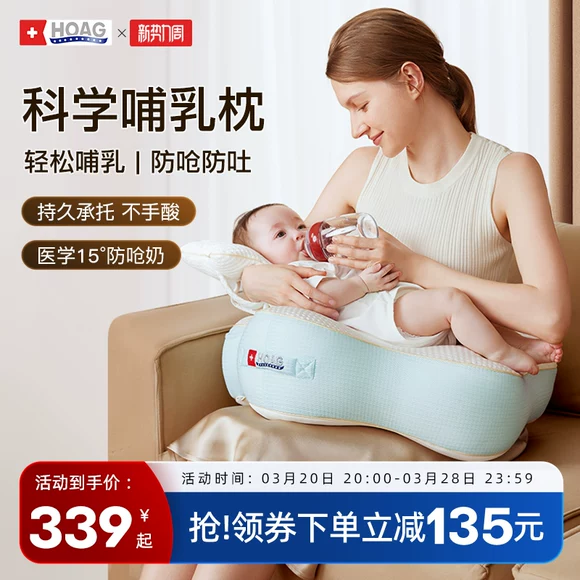 HOAG × 新势力周
科学哺乳枕
轻松哺乳 | 防呛防吐
持久承托 不手酸
医学15°防呛奶
HOAG
活动到手价:
339¥起
活动时间:03月20日 20:00-03月28日 23:59
抢!领券下单立减135元